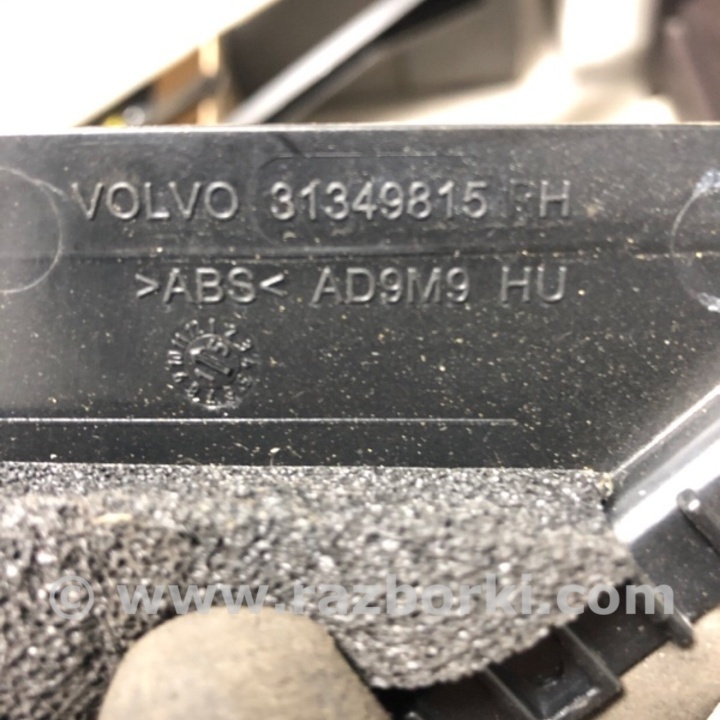 VOLVO 31349815 RH
>ABS< AD9M9 HU
© www.razborki.com